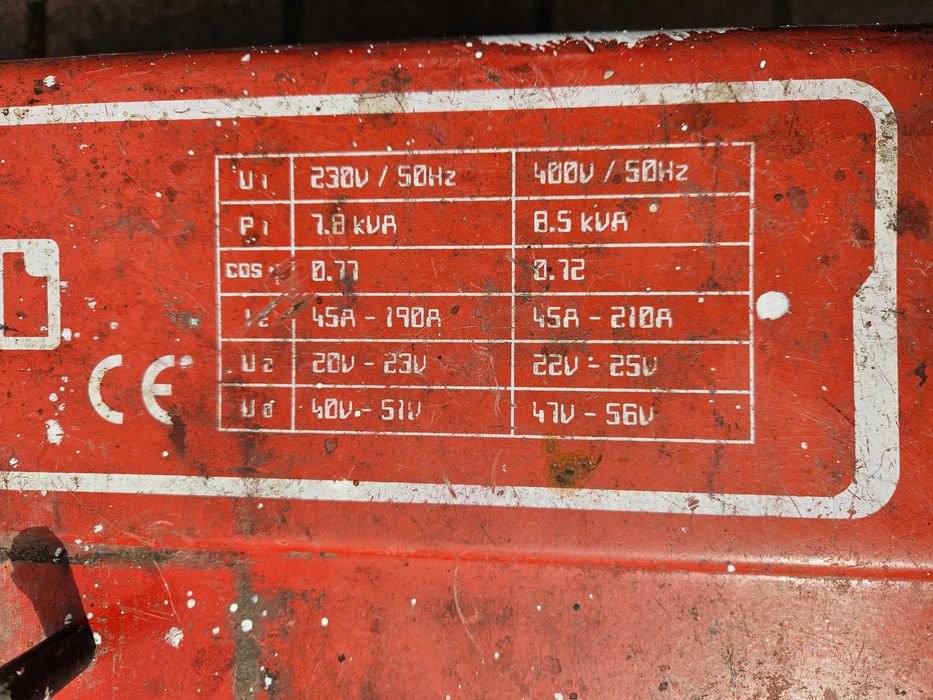 U1 230V / 50Hz 400V / 50Hz
P1 7.8 kVA 8.5 kVA
cos 0.77 0.72
I2 45A - 190A 45A - 210A
U2 20V - 23V 22V - 25V
U0 40V - 51V 47V - 56V
CE